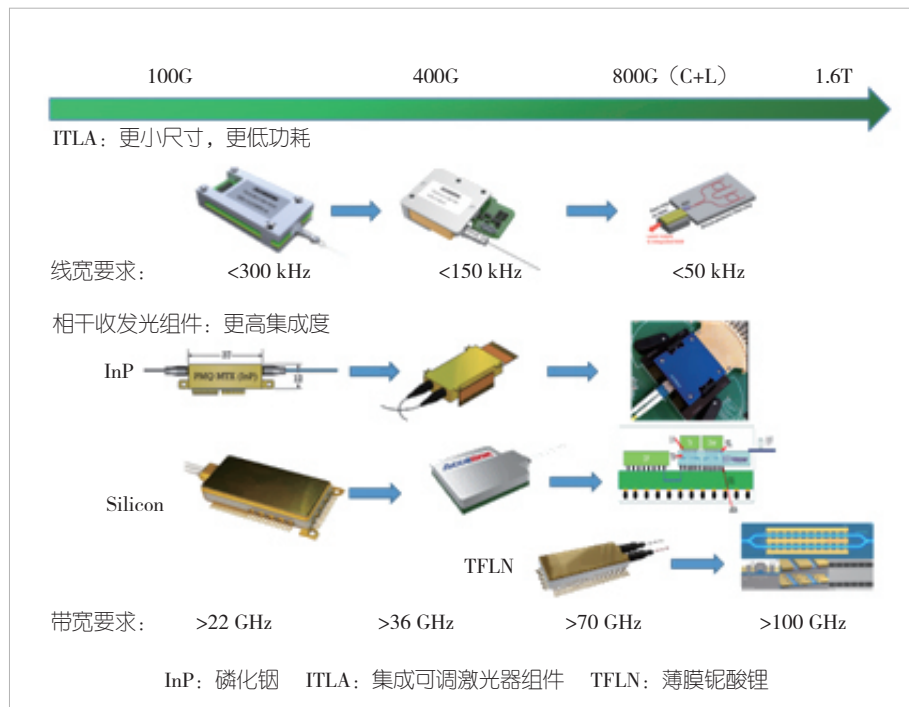 100G 400G 800G（C+L） 1.6T
ITLA：更小尺寸，更低功耗
线宽要求： <300 kHz <150 kHz <50 kHz
相干收发光组件：更高集成度
InP
PMQ MTX (InP)
Silicon
TFLN
带宽要求： >22 GHz >36 GHz >70 GHz >100 GHz
InP：磷化铟 ITLA：集成可调激光器组件 TFLN：薄膜铌酸锂